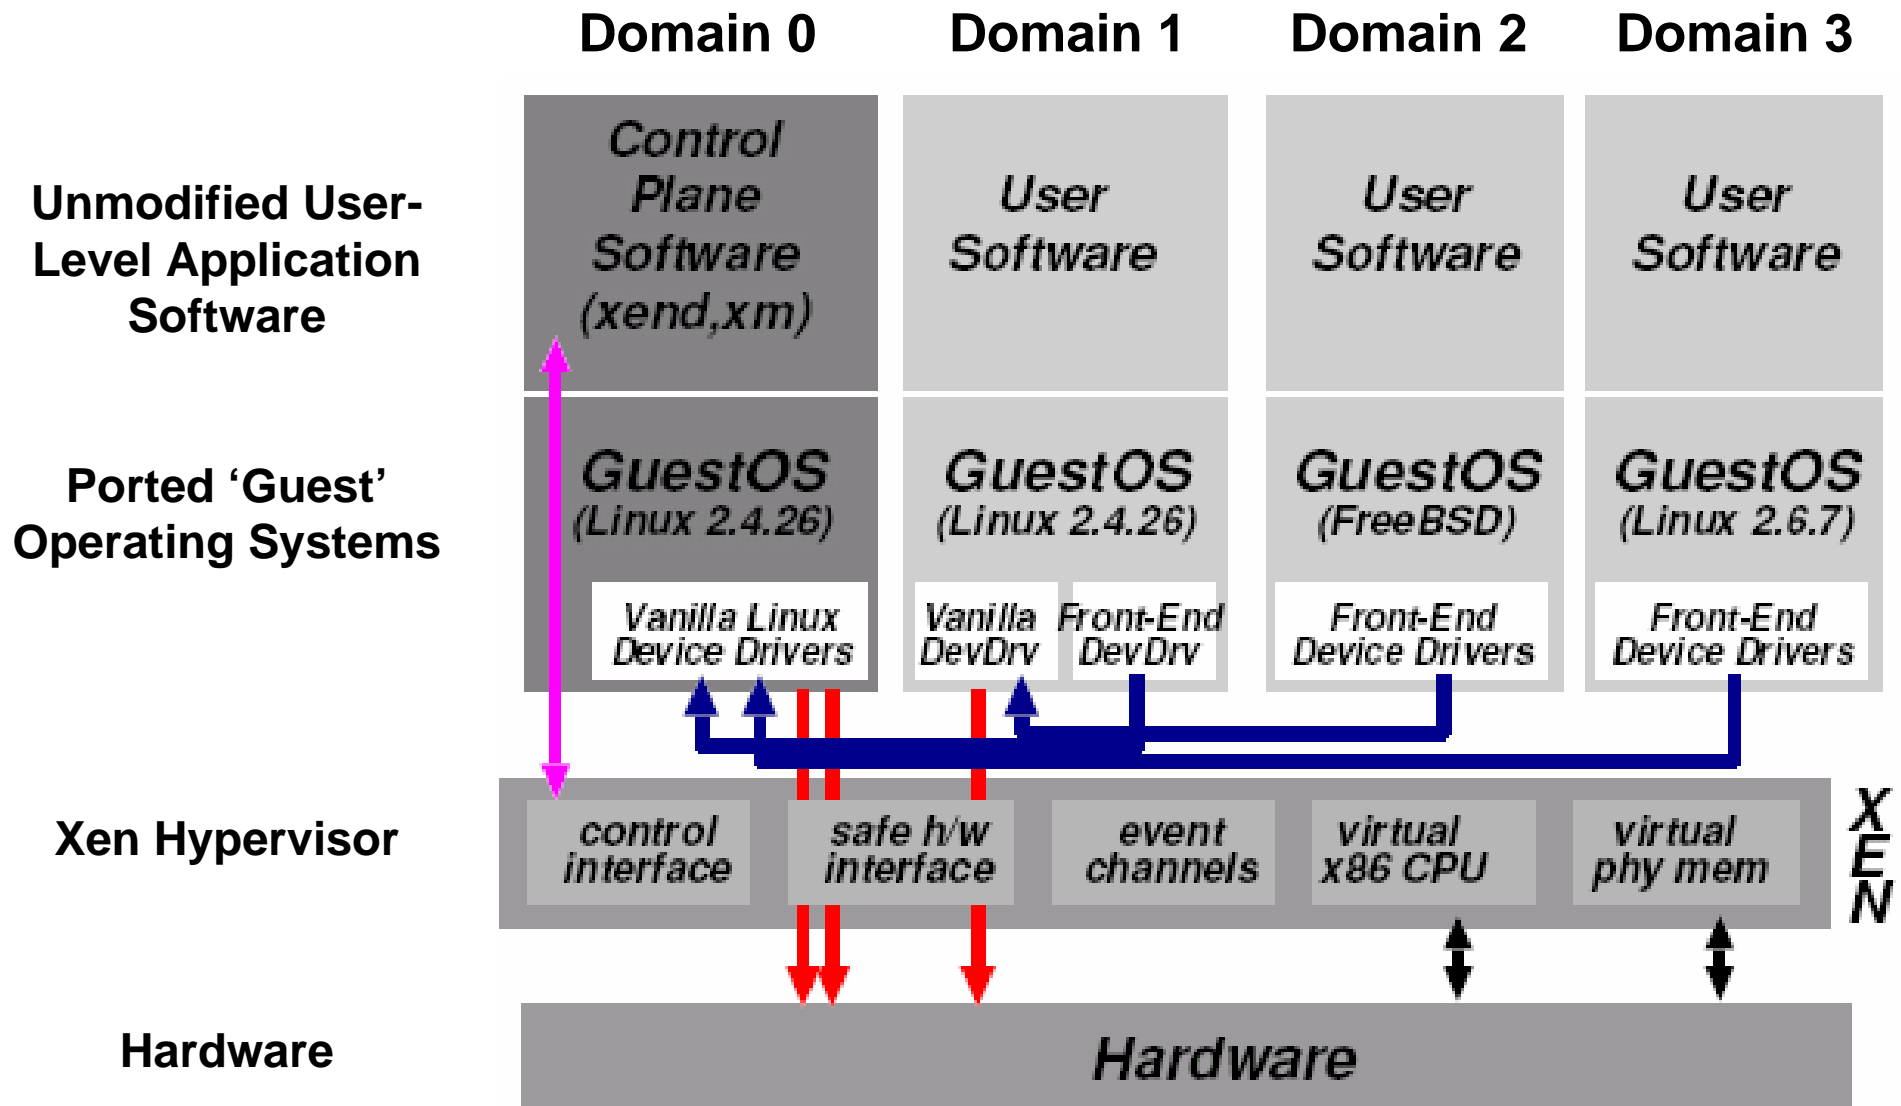 Domain 0
Domain 1
Domain 2
Domain 3
Unmodified User-
Level Application
Software
Control
Plane
Software
(xend,xm)
User
Software
User
Software
User
Software
Ported ‘Guest’
Operating Systems
GuestOS
(Linux 2.4.26)
Vanilla Linux
Device Drivers
GuestOS
(Linux 2.4.26)
Vanilla
DevDrv
Front-End
DevDrv
GuestOS
(FreeBSD)
Front-End
Device Drivers
GuestOS
(Linux 2.6.7)
Front-End
Device Drivers
Xen Hypervisor
control
interface
safe h/w
interface
event
channels
virtual
x86 CPU
virtual
phy mem
XEN
Hardware
Hardware